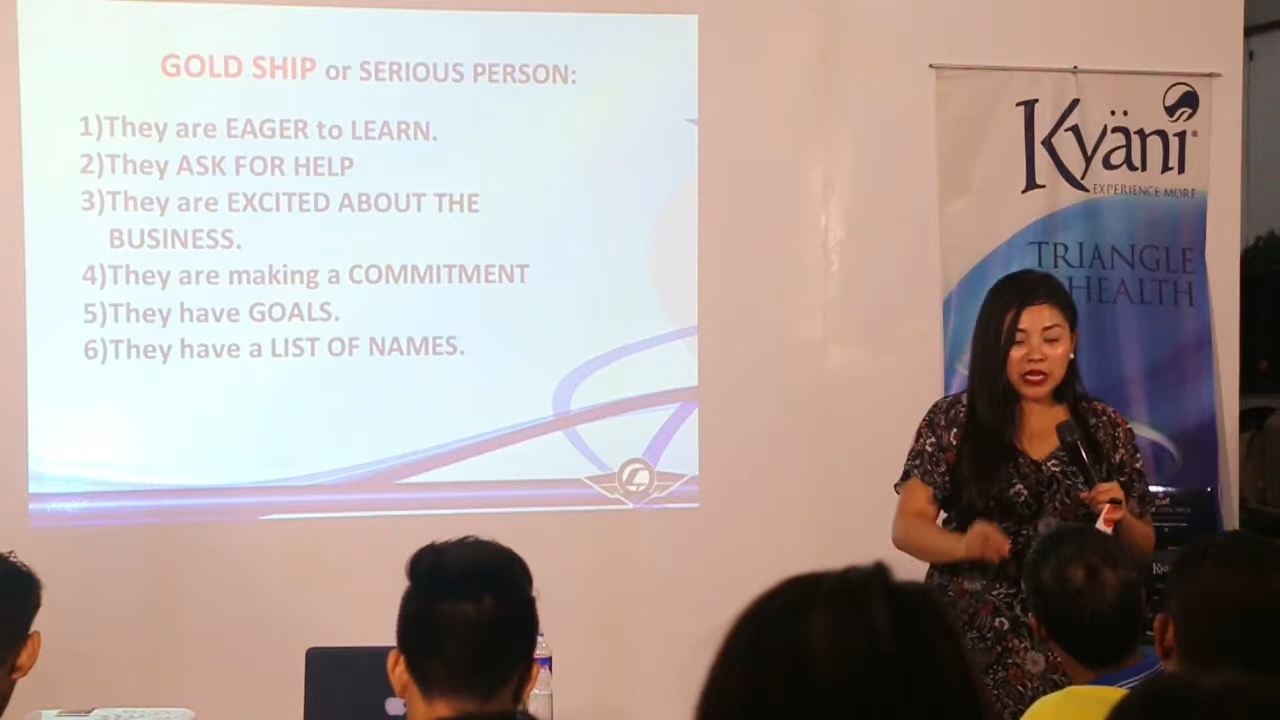 GOLD SHIP or SERIOUS PERSON:
1)They are EAGER to LEARN.
2)They ASK FOR HELP
3)They are EXCITED ABOUT THE
BUSINESS.
4)They are making a COMMITMENT
5)They have GOALS.
6)They have a LIST OF NAMES.
Kyäni®
EXPERIENCE MORE
TRIANGLE
HEALTH